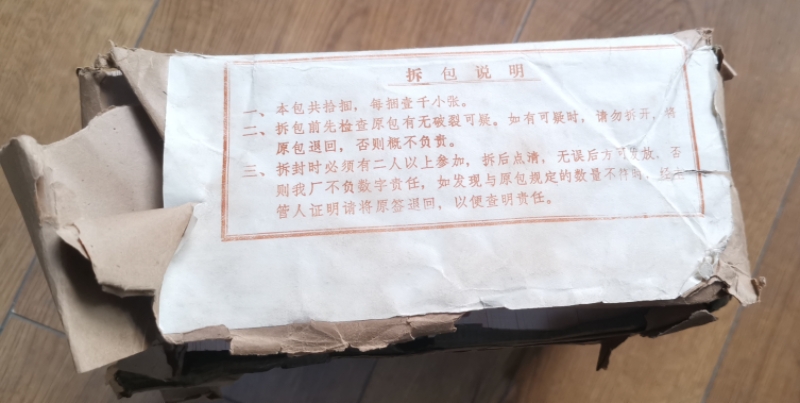 拆包说明
一、本包共拾捆，每捆壹千小张。
二、拆包前先检查原包有无破裂可疑。如有可疑时，请勿拆开，将
原包退回，否则概不负责。
三、拆封时必须有二人以上参加，拆后点清，无误后方可发放。否
则我厂不负数字责任，如发现与原包规定的数量不符时，经
管人证明请将原签退回，以便查明责任。